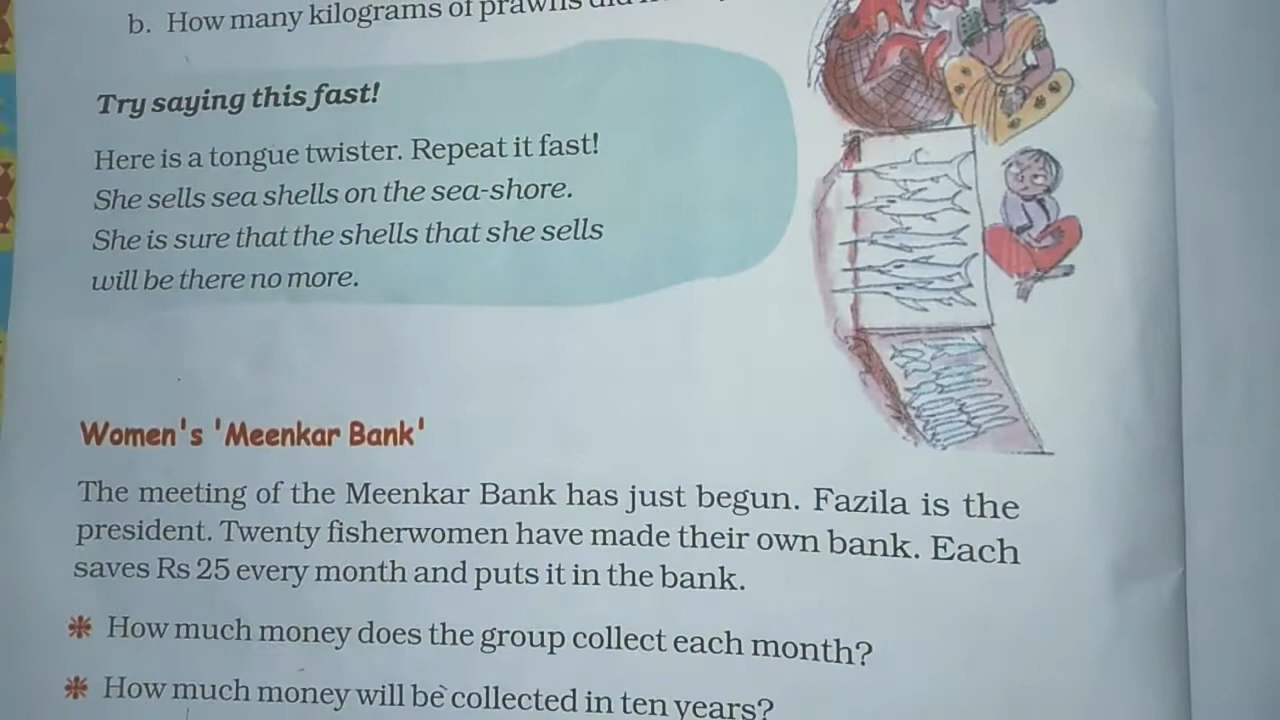 b. How many kilograms of prawns did
Try saying this fast!
Here is a tongue twister. Repeat it fast!
She sells sea shells on the sea-shore.
She is sure that the shells that she sells
will be there no more.
Women's 'Meenkar Bank'
The meeting of the Meenkar Bank has just begun. Fazila is the
president. Twenty fisherwomen have made their own bank. Each
saves Rs 25 every month and puts it in the bank.
How much money does the group collect each month?
How much money will be collected in ten years?